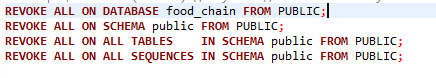 REVOKE ALL ON DATABASE food_chain FROM PUBLIC;
REVOKE ALL ON SCHEMA public FROM PUBLIC;
REVOKE ALL ON ALL TABLES    IN SCHEMA public FROM PUBLIC;
REVOKE ALL ON ALL SEQUENCES IN SCHEMA public FROM PUBLIC;